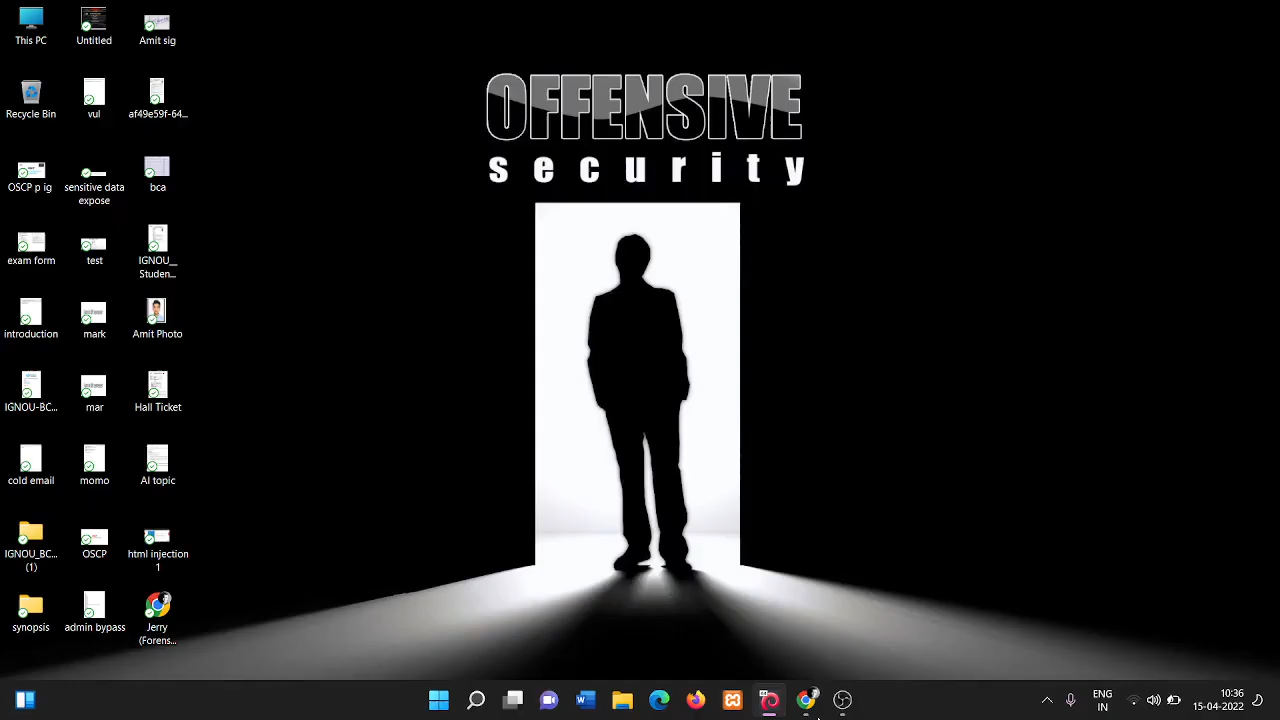 This PC
Untitled
Amit sig
Recycle Bin
vul
af49e59f-64...
OSCP p ig
sensitive data
expose
bca
exam form
test
IGNOU__
Studen...
introduction
mark
Amit Photo
IGNOU-BC...
mar
Hall Ticket
cold email
momo
AI topic
IGNOU_BC...
(1)
OSCP
html injection
1
synopsis
admin bypass
Jerry
(Forens...
OFFENSIVE
security
ENG
IN
10:36
15-04-2022